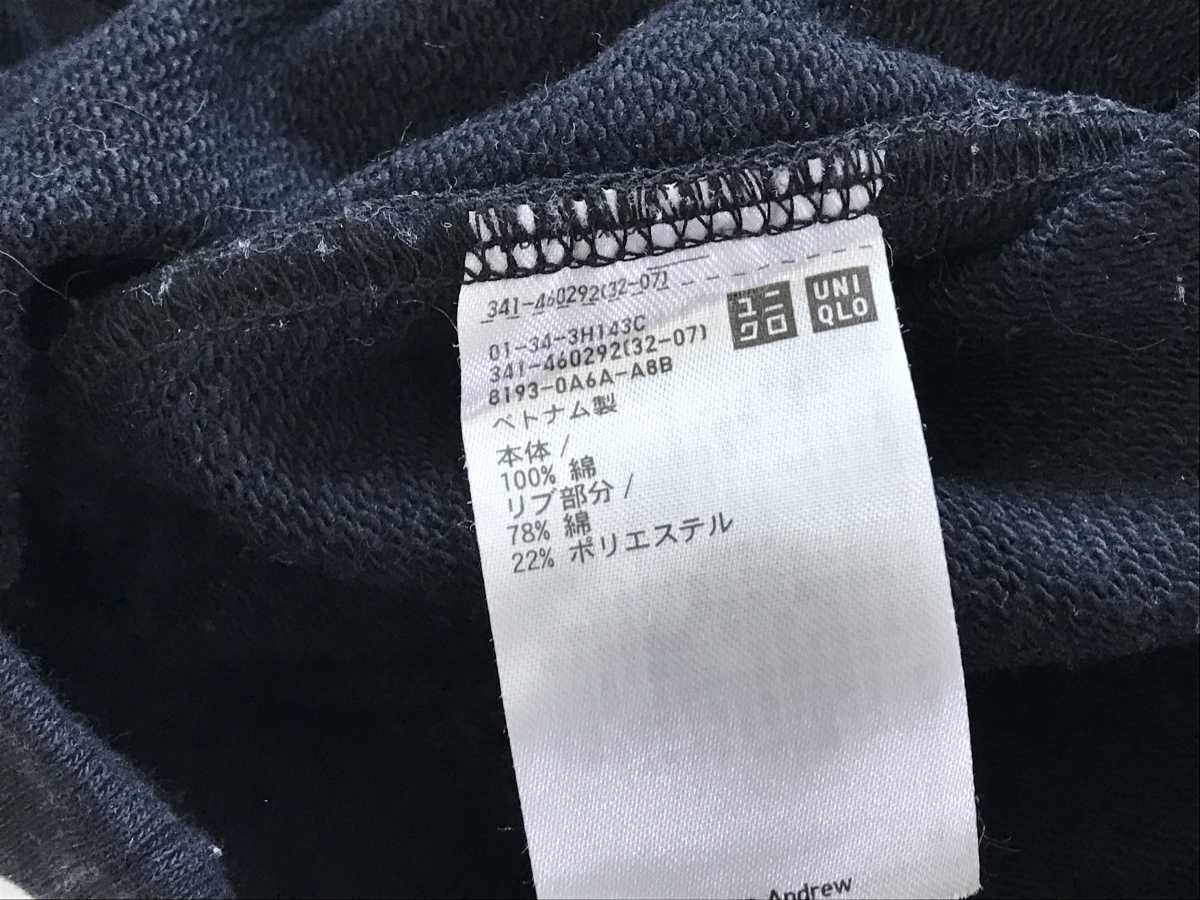 341-460292(32-07)
ユニ
クロ
UNI
QLO
01-34-3H143C
341-460292(32-07)
8193-0A6A-A8B
ベトナム製
本体 /
100% 綿
リブ部分 /
78% 綿
22% ポリエステル
Andrew